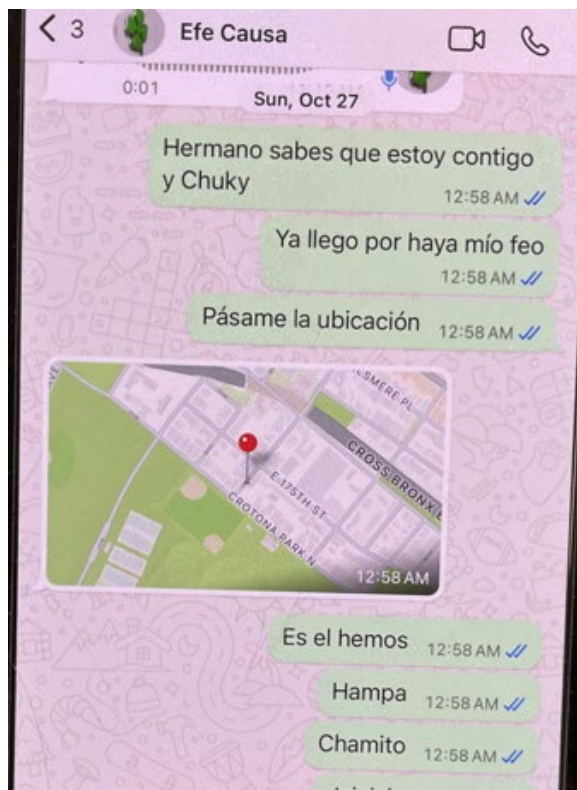 3
Efe Causa
0:01
Sun, Oct 27
Hermano sabes que estoy contigo
y Chuky
12:58 AM
Ya llego por haya mío feo
12:58 AM
Pásame la ubicación 12:58 AM
CROSS BRONX
E 175TH ST
CROTONA PARK N
12:58 AM
Es el hemos 12:58 AM
Hampa 12:58 AM
Chamito 12:58 AM